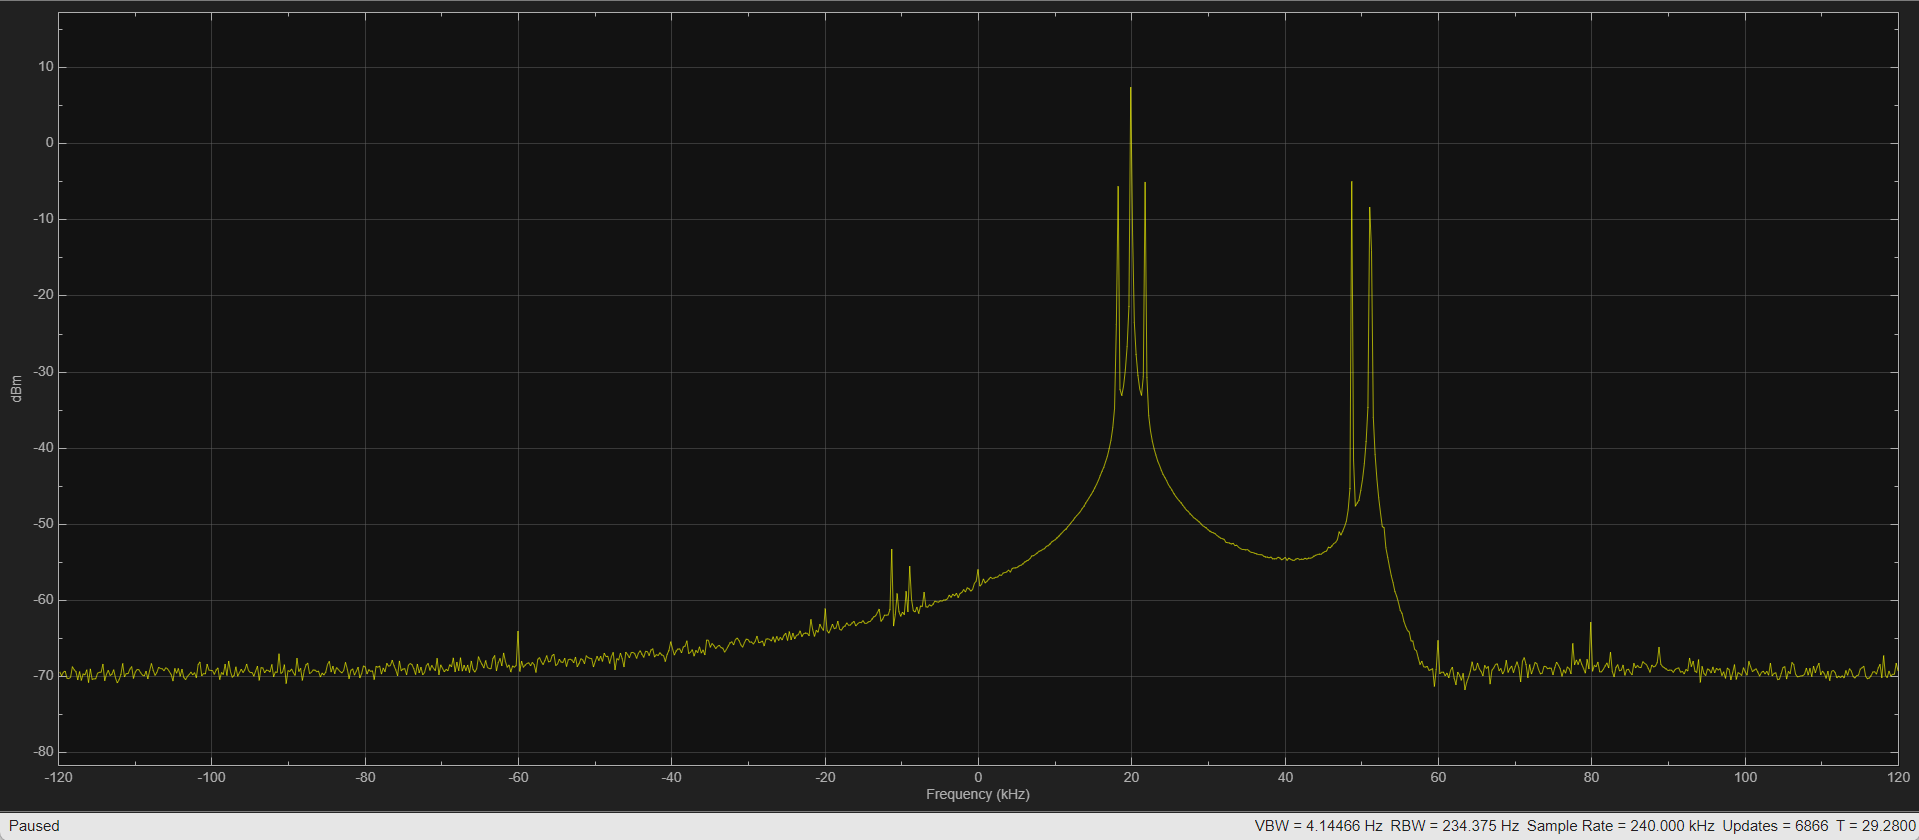 10
0
-10
-20
-30
-40
-50
-60
-70
-80
dBm
-120 -100 -80 -60 -40 -20 0 20 40 60 80 100 120
Frequency (kHz)
Paused VBW = 4.14466 Hz RBW = 234.375 Hz Sample Rate = 240.000 kHz Updates = 6866 T = 29.2800